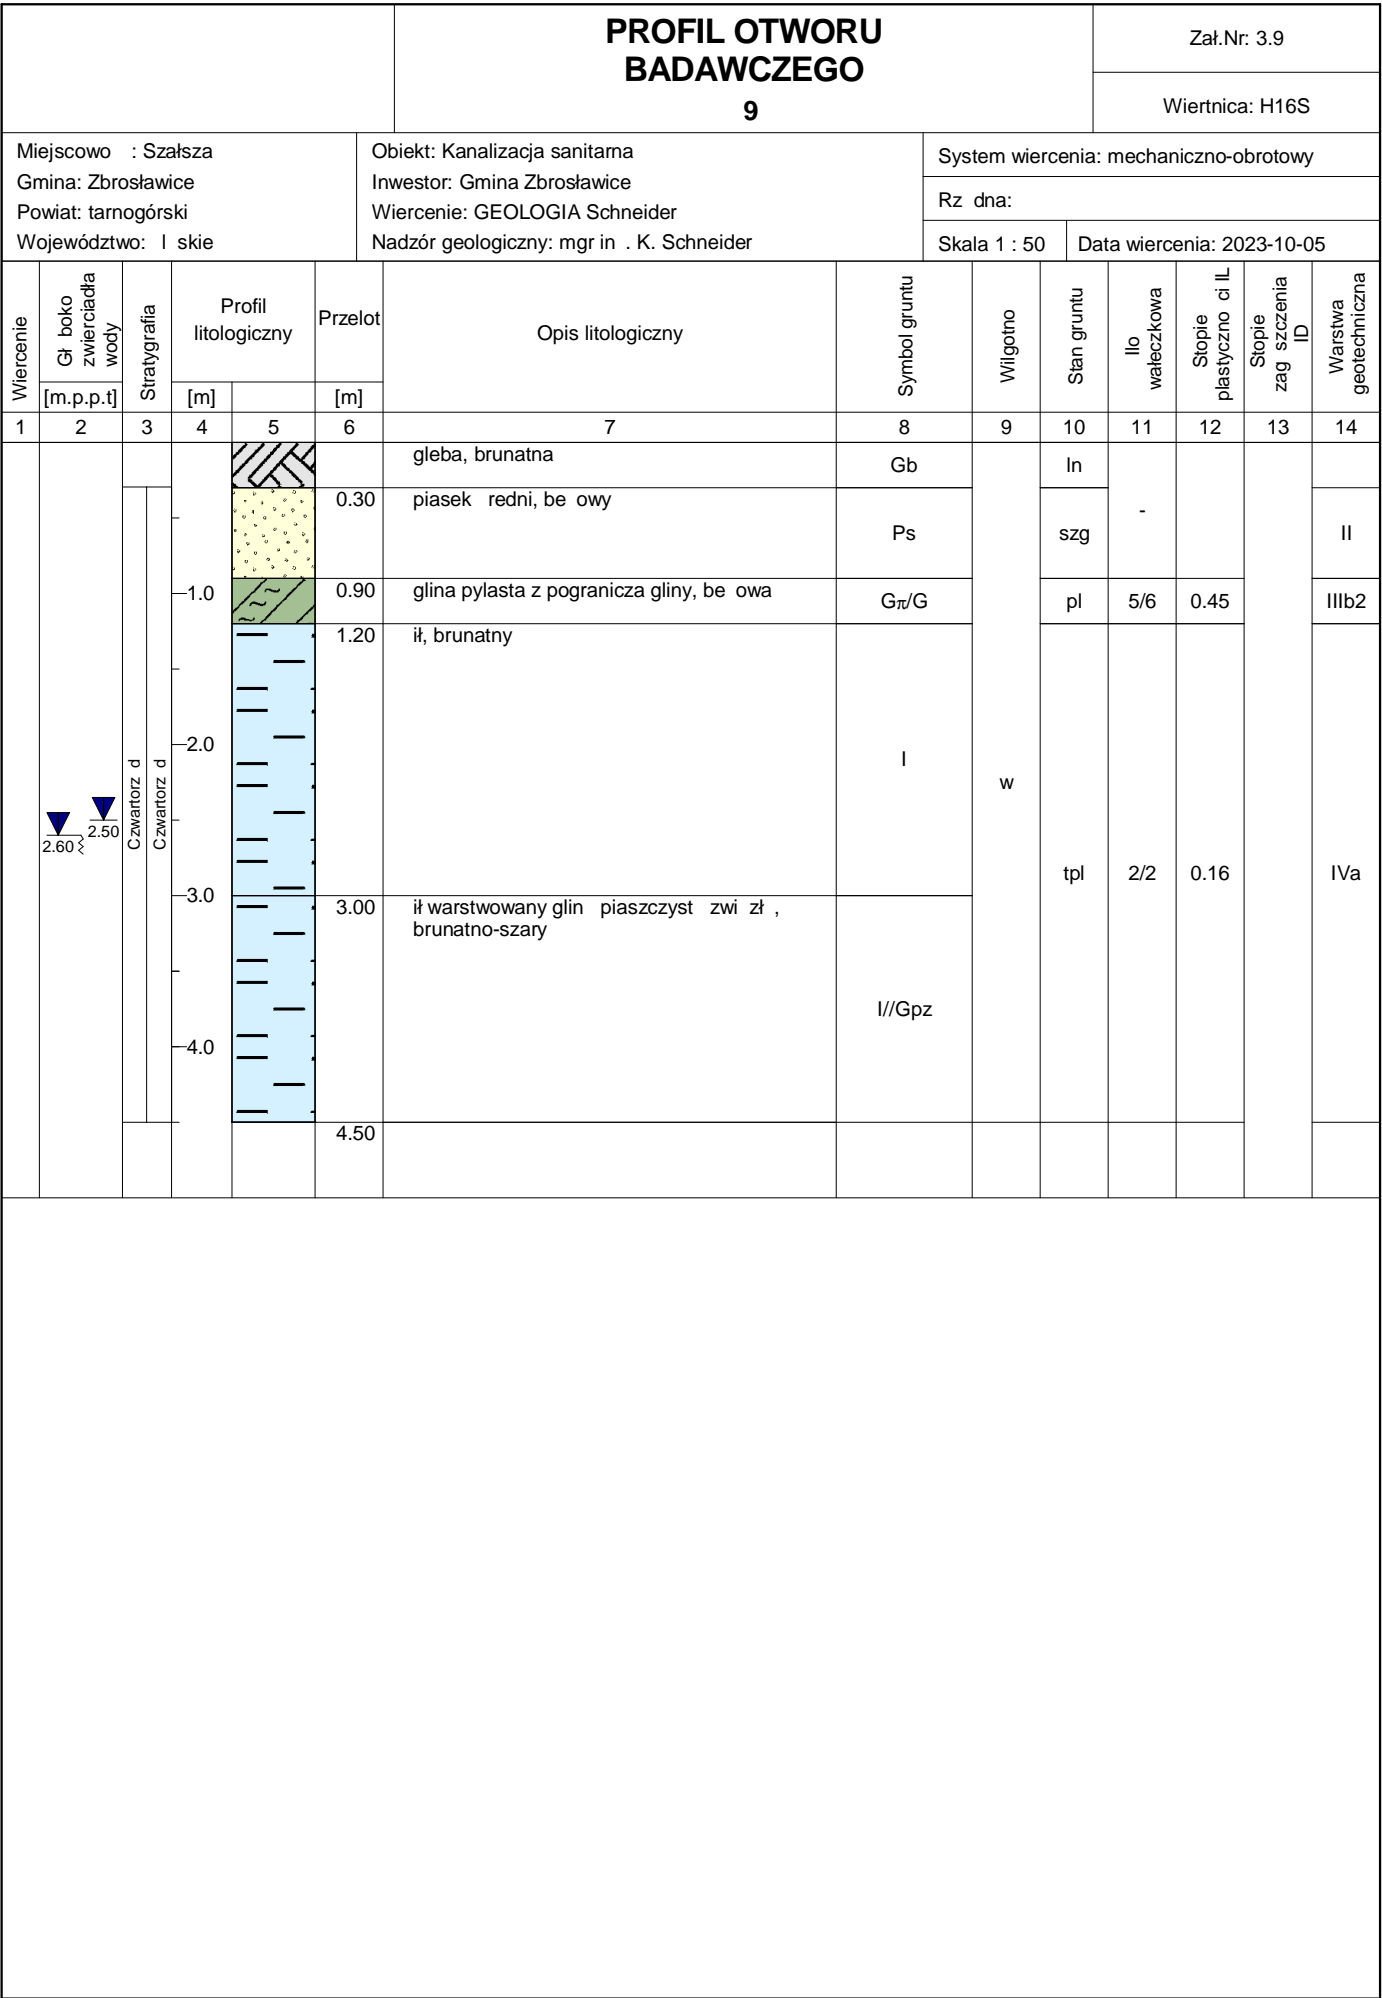 PROFIL OTWORU
BADAWCZEGO
9
Zał.Nr: 3.9
Wiertnica: H16S
Miejscowo : Szałsza
Gmina: Zbrosławice
Powiat: tarnogórski
Województwo: l skie
Obiekt: Kanalizacja sanitarna
Inwestor: Gmina Zbrosławice
Wiercenie: GEOLOGIA Schneider
Nadzór geologiczny: mgr in . K. Schneider
System wiercenia: mechaniczno-obrotowy
Rz dna:
Skala 1 : 50
Data wiercenia: 2023-10-05
Wiercenie
Gł boko
zwierciadła
wody
[m.p.p.t]
Stratygrafia
Profil
litologiczny
[m]
Przelot
[m]
Opis litologiczny
Symbol gruntu
Wilgotno
Stan gruntu
Ilo
wałeczkowa
Stopie
plastyczno ci IL
Stopie
zag szczenia
ID
Warstwa
geotechniczna
1 2 3 4 5 6 7 8 9 10 11 12 13 14
gleba, brunatna
Gb
ln
0.30
piasek redni, be owy
Ps
szg
-
II
1.0
0.90
glina pylasta z pogranicza gliny, be owa
Gπ/G
pl
5/6
0.45
IIIb2
1.20
ił, brunatny
I
2.0
w
Czwartorz d
Czwartorz d
2.50
2.60
tpl
2/2
0.16
IVa
3.0
3.00
ił warstwowany glin piaszczyst zwi zł ,
brunatno-szary
I//Gpz
4.0
4.50